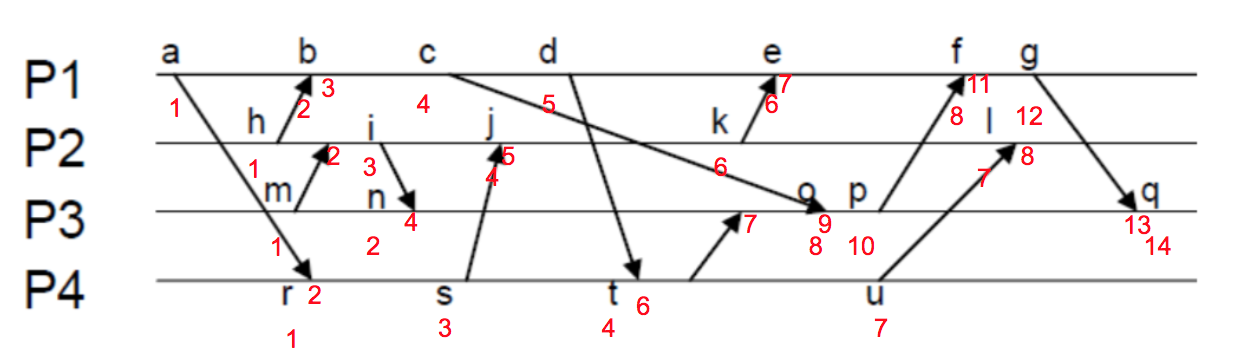 a b c d e f g
P1
3 7 11
1 2 4 5 6 8 12
h i j k l
P2
2 5 8
1 3 4 6 7
m n o p q
P3
4 7 9 13
1 2 8 10 14
P4
r 2 s t 6 u
1 3 4 7